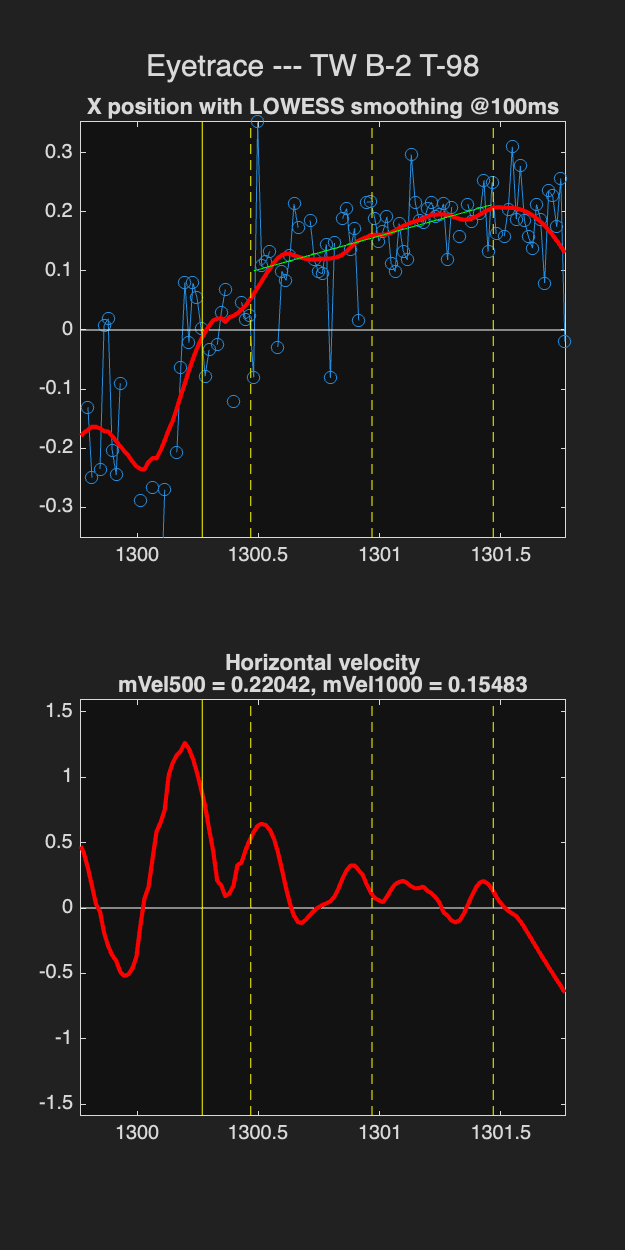 Eyetrace --- TW B-2 T-98
X position with LOWESS smoothing @100ms
0.3
0.2
0.1
0
-0.1
-0.2
-0.3
1300 1300.5 1301 1301.5
Horizontal velocity
mVel500 = 0.22042, mVel1000 = 0.15483
1.5
1
0.5
0
-0.5
-1
-1.5
1300 1300.5 1301 1301.5